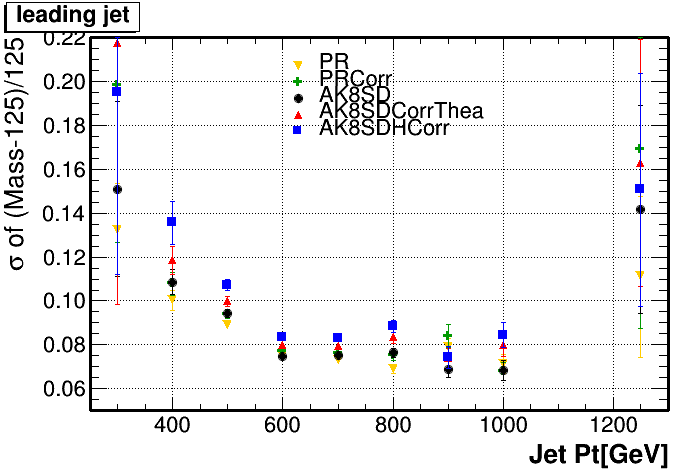 leading jet
σ of (Mass-125)/125
0.22
0.20
0.18
0.16
0.14
0.12
0.10
0.08
0.06
PR
PRCorr
AK8SD
AK8SDCorrThea
AK8SDHCorr
400 600 800 1000 1200
Jet Pt[GeV]